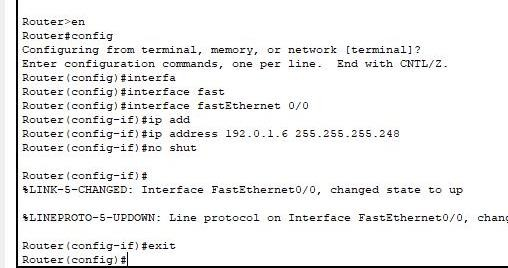 Router>en
Router#config
Configuring from terminal, memory, or network [terminal]?
Enter configuration commands, one per line.  End with CNTL/Z.
Router(config)#interfa
Router(config)#interface fast
Router(config)#interface fastEthernet 0/0
Router(config-if)#ip add
Router(config-if)#ip address 192.0.1.6 255.255.255.248
Router(config-if)#no shut
Router(config-if)#
%LINK-5-CHANGED: Interface FastEthernet0/0, changed state to up
%LINEPROTO-5-UPDOWN: Line protocol on Interface FastEthernet0/0, chang
Router(config-if)#exit
Router(config)#